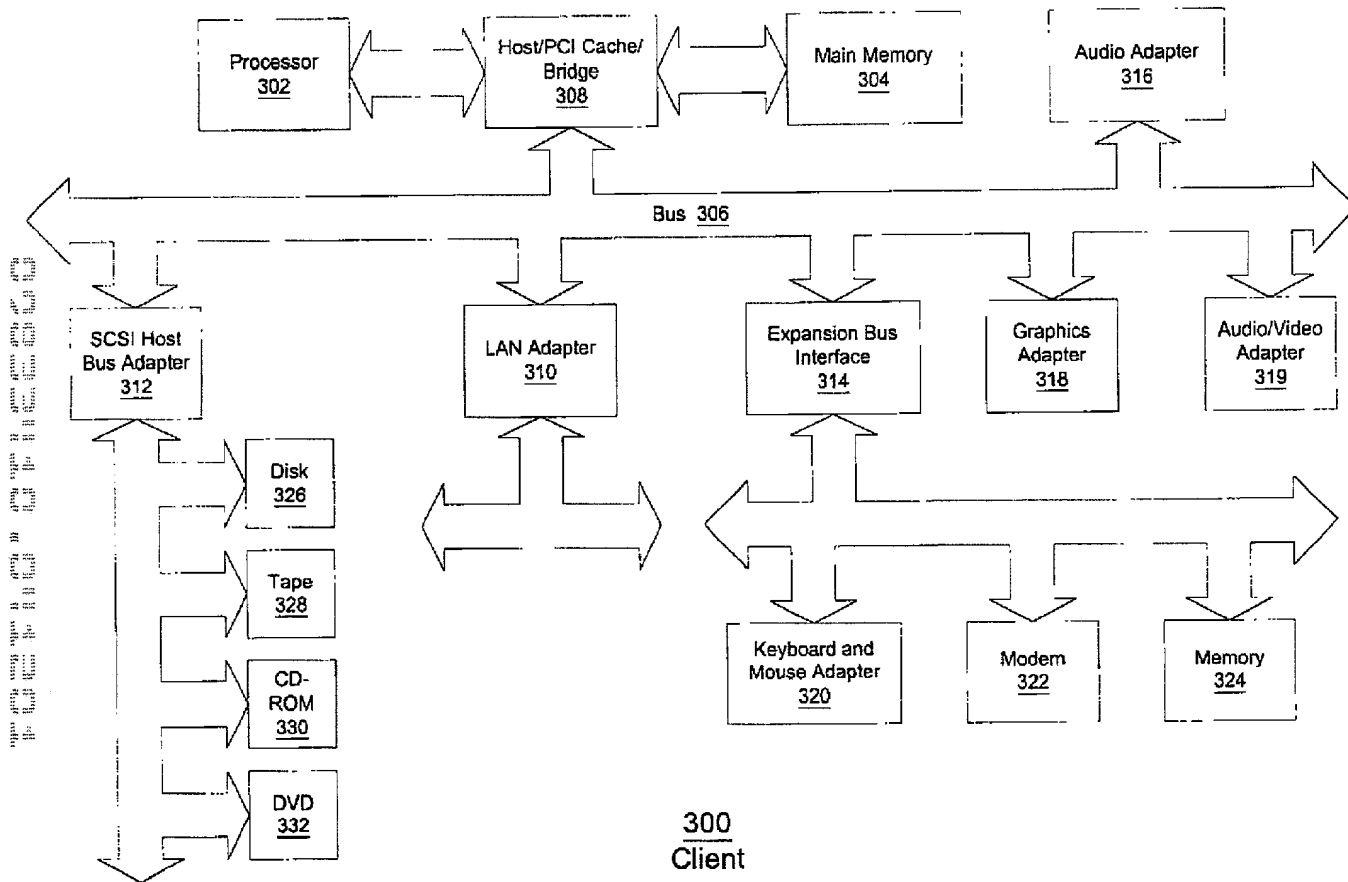 Processor
302
Host/PCI Cache/
Bridge
308
Main Memory
304
Audio Adapter
316
Bus 306
SCSI Host
Bus Adapter
312
LAN Adapter
310
Expansion Bus
Interface
314
Graphics
Adapter
318
Audio/Video
Adapter
319
Disk
326
Tape
328
CD-
ROM
330
DVD
332
Keyboard and
Mouse Adapter
320
Modem
322
Memory
324
300
Client